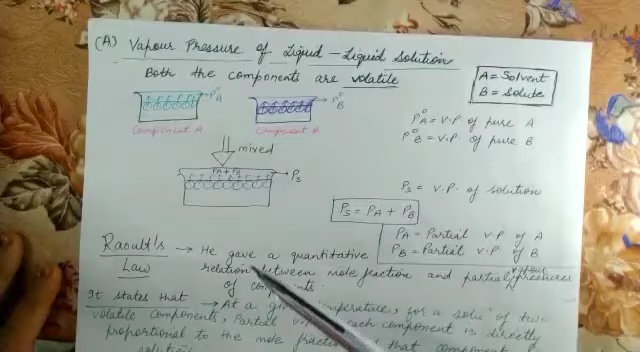 (A) Vapour Pressure of Liquid - Liquid Solution
Both the components are volatile
A = Solvent
B = Solute
P°A
P°B
Component A
Component B
P°A = V.P of pure A
P°B = V.P. of pure B
mixed
PA + PB
Ps
Ps = V.P. of solution
Ps = PA + PB
PA = Partial V.P of A
PB = Partial V.P of B
Raoult's Law → He gave a quantitative
relation between mole fraction and partial vapour pressures
of components.
It states that → At a given temperature, for a solun of two
volatile components, Partial each component is directly
proportional to the mole that component